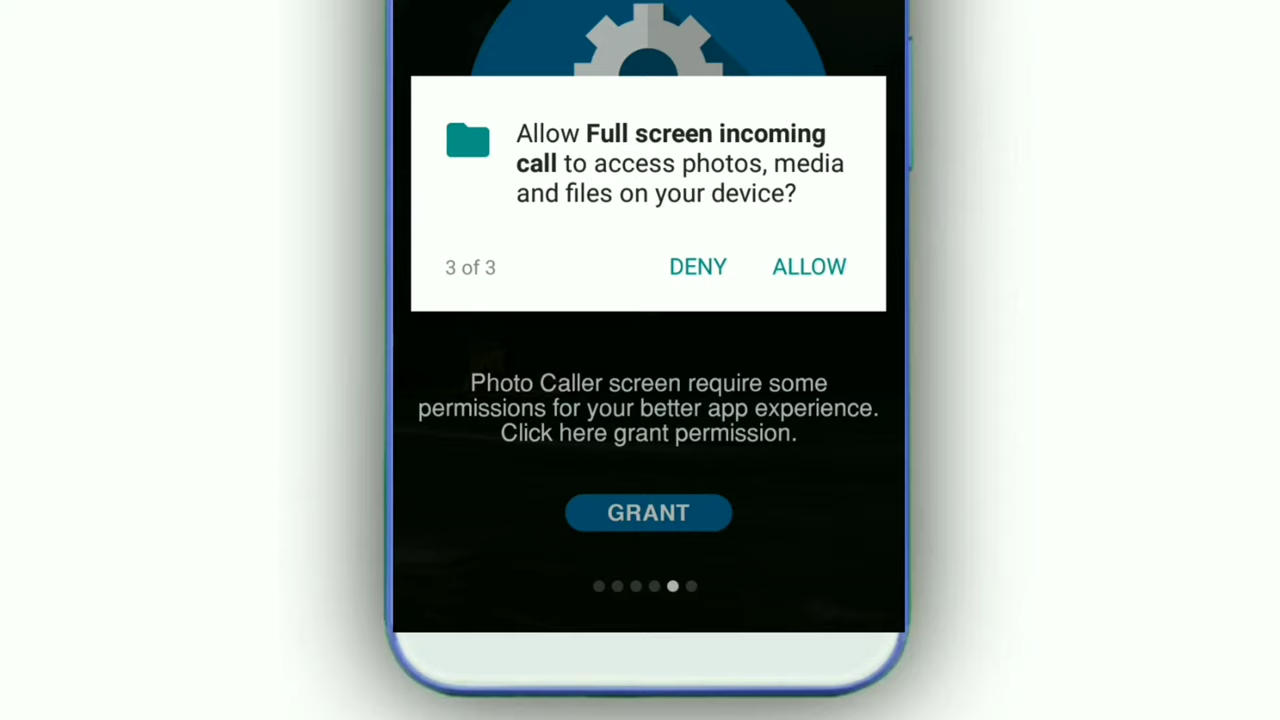 Allow Full screen incoming
call to access photos, media
and files on your device?
3 of 3 DENY ALLOW
Photo Caller screen require some
permissions for your better app experience.
Click here grant permission.
GRANT